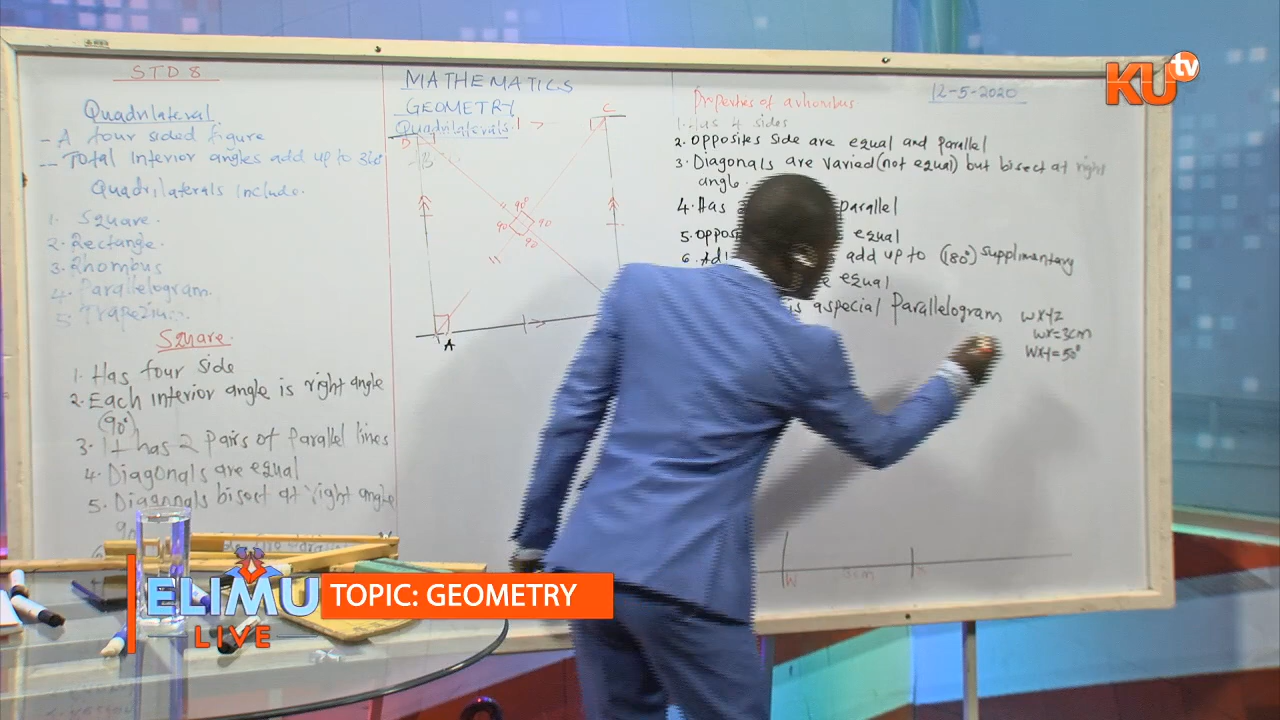 STD 8
Quadrilateral
- A four sided figure
- Total Interior angles add up to 360
Quadrilaterals Include.
1. Square.
2. Rectangle.
3. Rhombus
4. Parallelogram.
5. Trapezium
Square.
1. Has four side
2. Each interior angle is right angle
(90°)
3. It has 2 pairs of Parallel lines
4. Diagonals are equal
5. Diagonals bisect at right angle
90
MATHEMATICS
GEOMETRY
Quadrilaterals
C
90°
90
90
90
A
12-5-2020
Properties of a rhombus
1. Has 4 sides
2. Opposites side are equal and Parallel
3. Diagonals are varied (not equal) but bisect at right
angle
4. Has parallel
5. Oppos equal
6. Ad add up to (180°) Supplimentary
equal
is a special Parallelogram
WXYZ
WX=3cm
WXY=50°
W
KU tv
ELIMU
LIVE
TOPIC: GEOMETRY